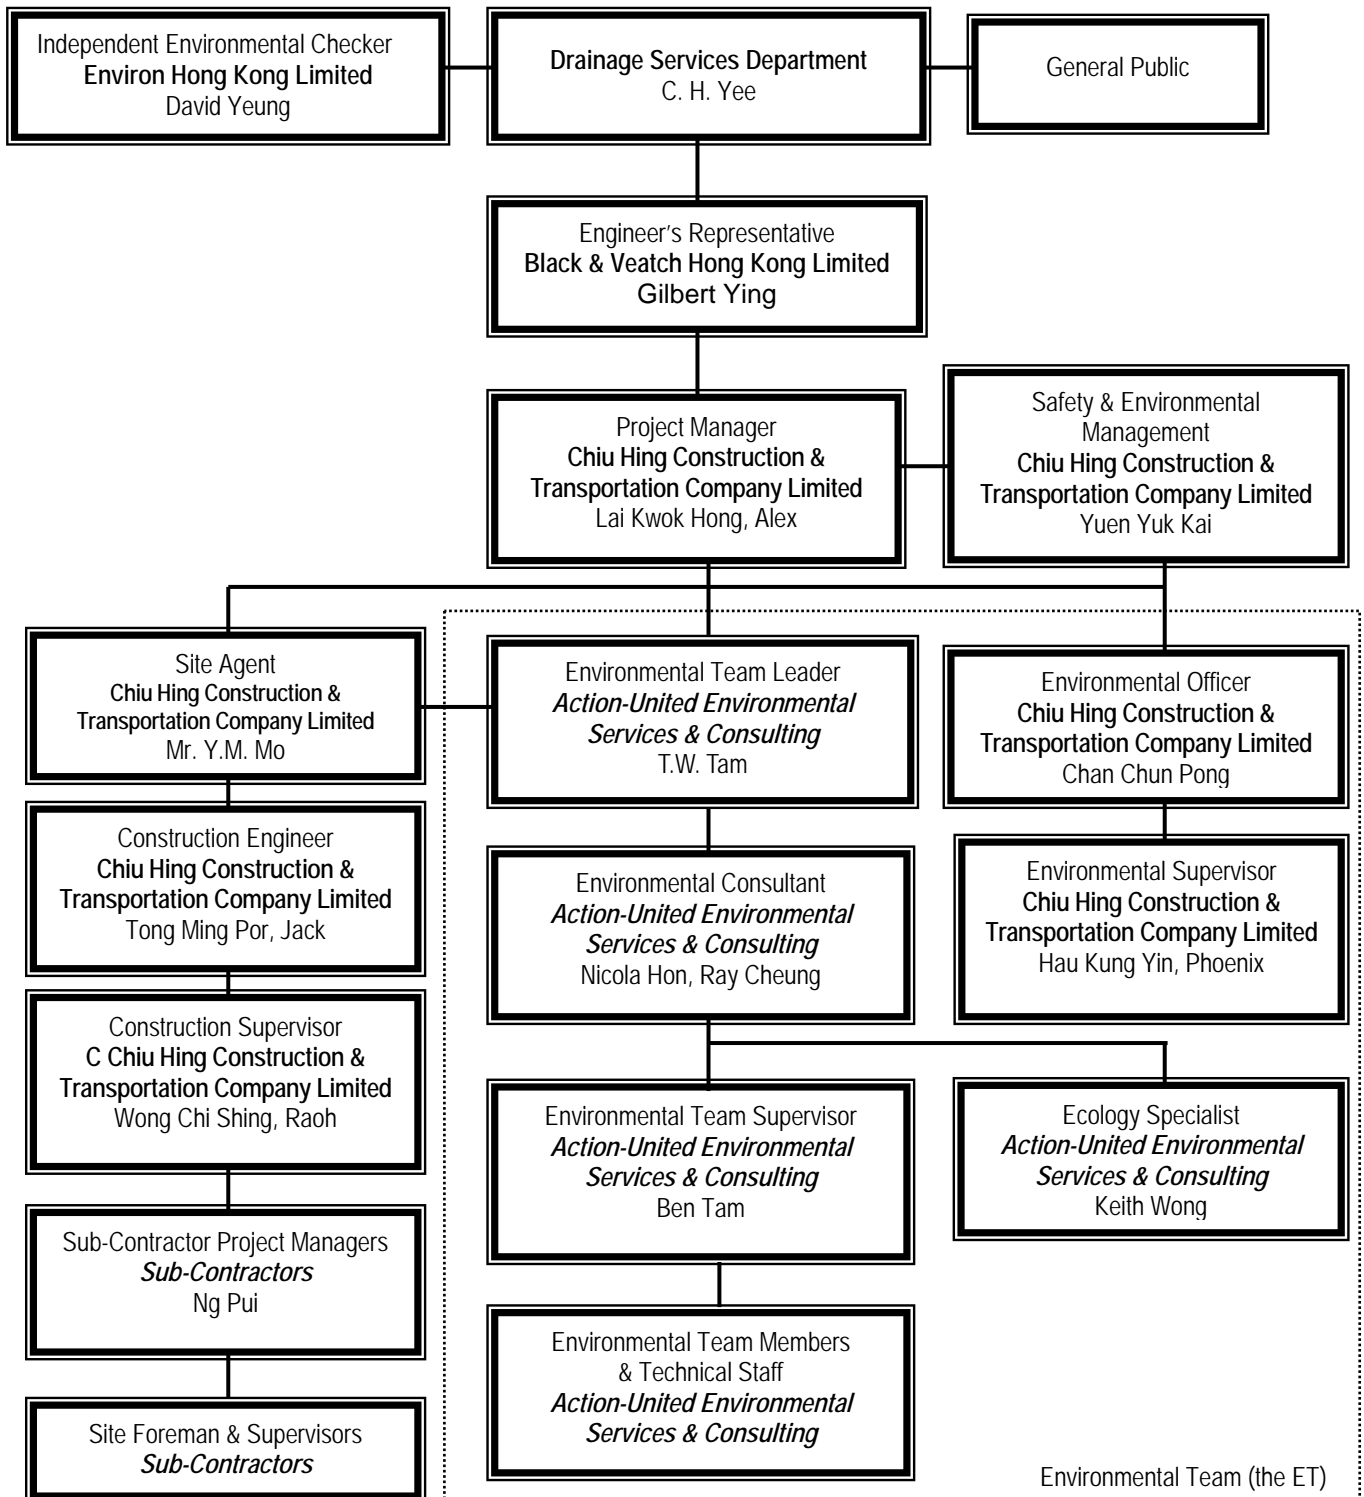 Independent Environmental Checker
Environ Hong Kong Limited
David Yeung
Drainage Services Department
C. H. Yee
General Public
Engineer's Representative
Black & Veatch Hong Kong Limited
Gilbert Ying
Project Manager
Chiu Hing Construction &
Transportation Company Limited
Lai Kwok Hong, Alex
Safety & Environmental
Management
Chiu Hing Construction &
Transportation Company Limited
Yuen Yuk Kai
Site Agent
Chiu Hing Construction &
Transportation Company Limited
Mr. Y.M. Mo
Environmental Team Leader
Action-United Environmental
Services & Consulting
T.W. Tam
Environmental Officer
Chiu Hing Construction &
Transportation Company Limited
Chan Chun Pong
Construction Engineer
Chiu Hing Construction &
Transportation Company Limited
Tong Ming Por, Jack
Environmental Consultant
Action-United Environmental
Services & Consulting
Nicola Hon, Ray Cheung
Environmental Supervisor
Chiu Hing Construction &
Transportation Company Limited
Hau Kung Yin, Phoenix
Construction Supervisor
C Chiu Hing Construction &
Transportation Company Limited
Wong Chi Shing, Raoh
Environmental Team Supervisor
Action-United Environmental
Services & Consulting
Ben Tam
Ecology Specialist
Action-United Environmental
Services & Consulting
Keith Wong
Sub-Contractor Project Managers
Sub-Contractors
Ng Pui
Environmental Team Members
& Technical Staff
Action-United Environmental
Services & Consulting
Site Foreman & Supervisors
Sub-Contractors
Environmental Team (the ET)